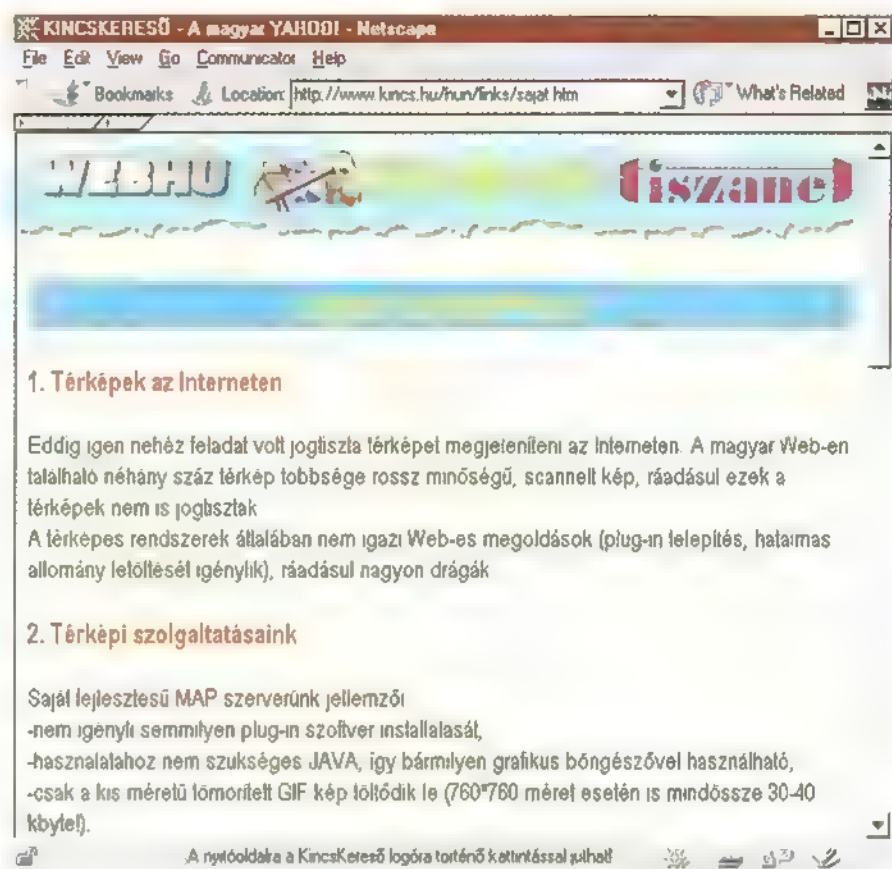 KINCSKERESŐ - A magyar YAHOO! - Netscape
File Edit View Go Communicator Help
Bookmarks Location: http://www.kincs.hu/hun/links/sajat.htm What's Related
WEBHU Tiszanet
1. Térképek az Interneten
Eddig igen nehéz feladat volt jogtiszta térképet megjeleníteni az Interneten. A magyar Web-en
található néhány száz térkép többsége rossz minőségű, scannelt kép, ráadásul ezek a
térképek nem is jogtiszták
A térképes rendszerek általában nem igazi Web-es megoldások (plug-in telepítés, hatalmas
állomány letöltését igénylik), ráadásul nagyon drágák
2. Térképi szolgáltatásaink
Saját fejlesztésű MAP szerverünk jellemzői
-nem igényli semmilyen plug-in szoftver installálását,
-használatához nem szükséges JAVA, így bármilyen grafikus böngészővel használható,
-csak a kis méretű tömörített GIF kép töltődik le (760*760 méret esetén is mindössze 30-40
kbyte!).
A nyitóoldalra a KincsKereső logóra történő kattintással juthat!